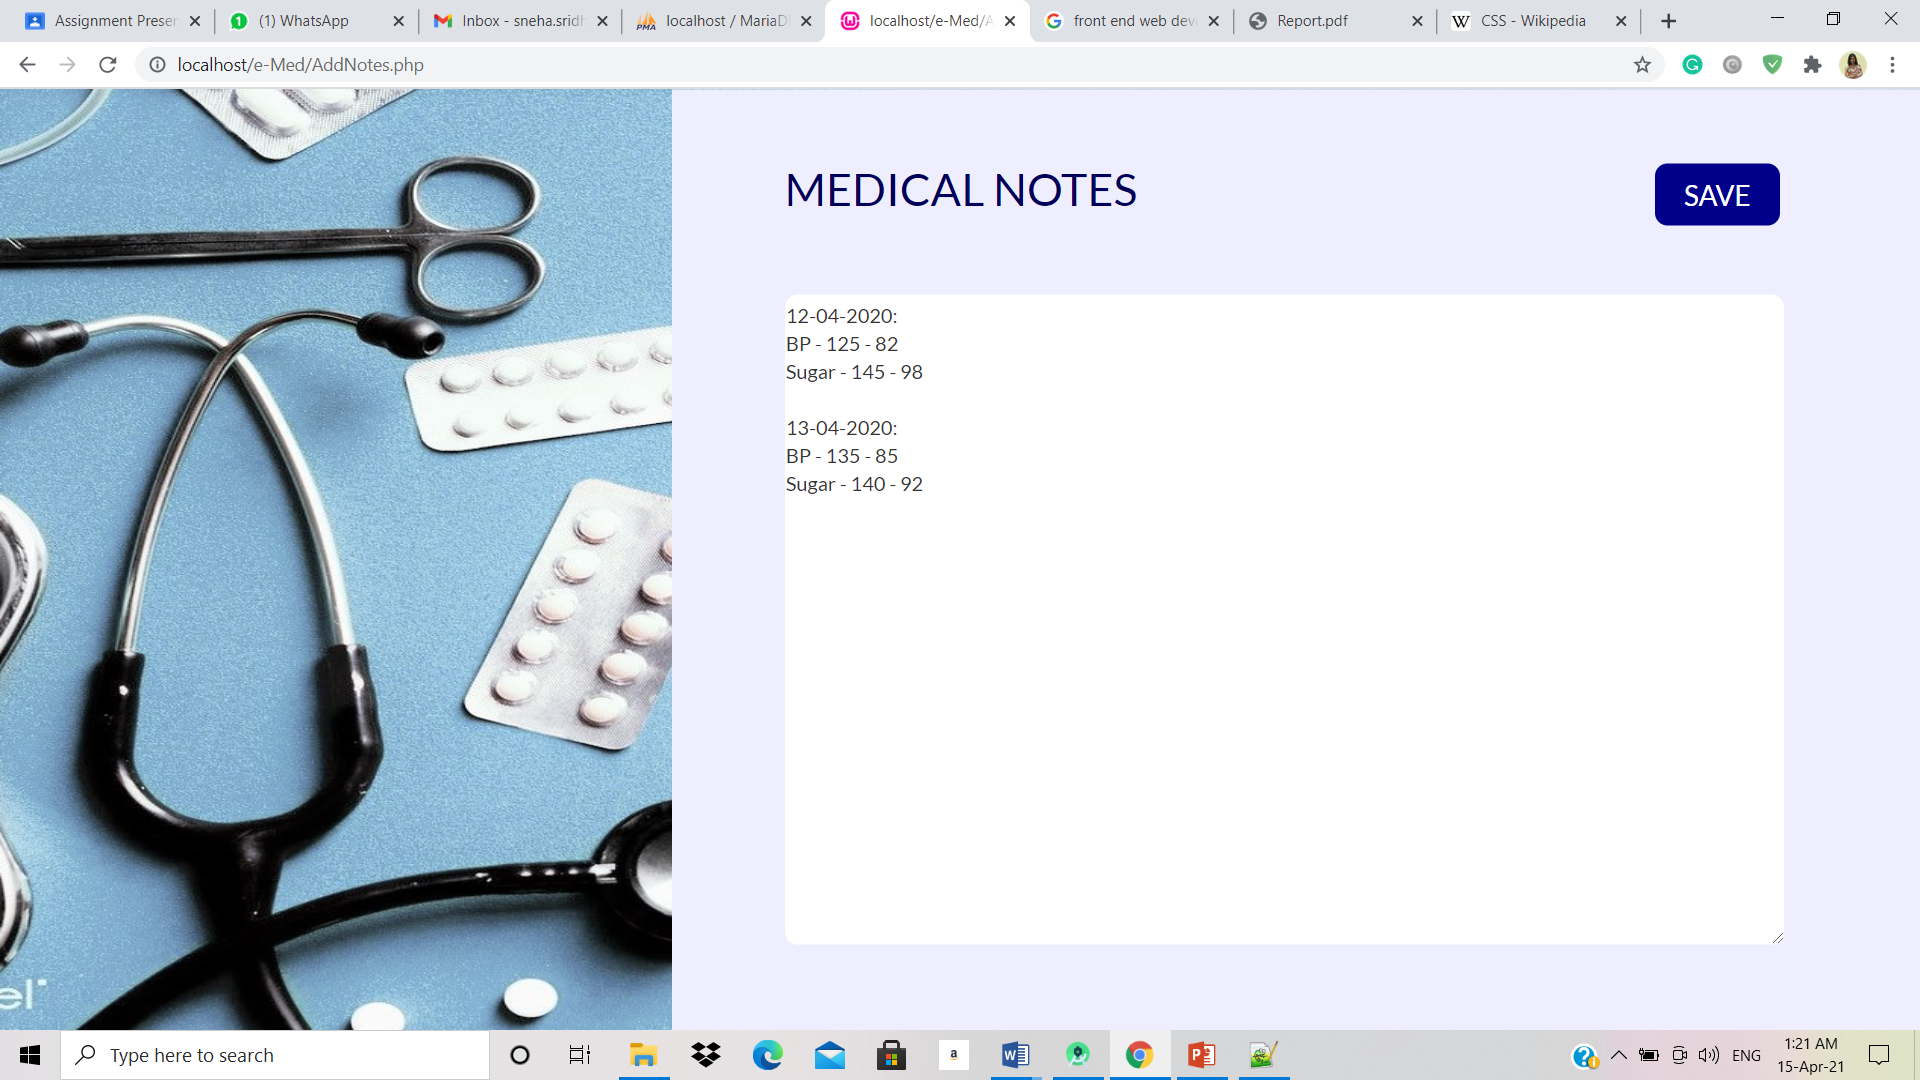 Assignment Presen
(1) WhatsApp
Inbox - sneha.sridh
localhost / MariaD
localhost/e-Med/A
front end web dev
Report.pdf
CSS - Wikipedia
localhost/e-Med/AddNotes.php
MEDICAL NOTES
SAVE
12-04-2020:
BP - 125 - 82
Sugar - 145 - 98
13-04-2020:
BP - 135 - 85
Sugar - 140 - 92
el
Type here to search
a
ENG
1:21 AM
15-Apr-21